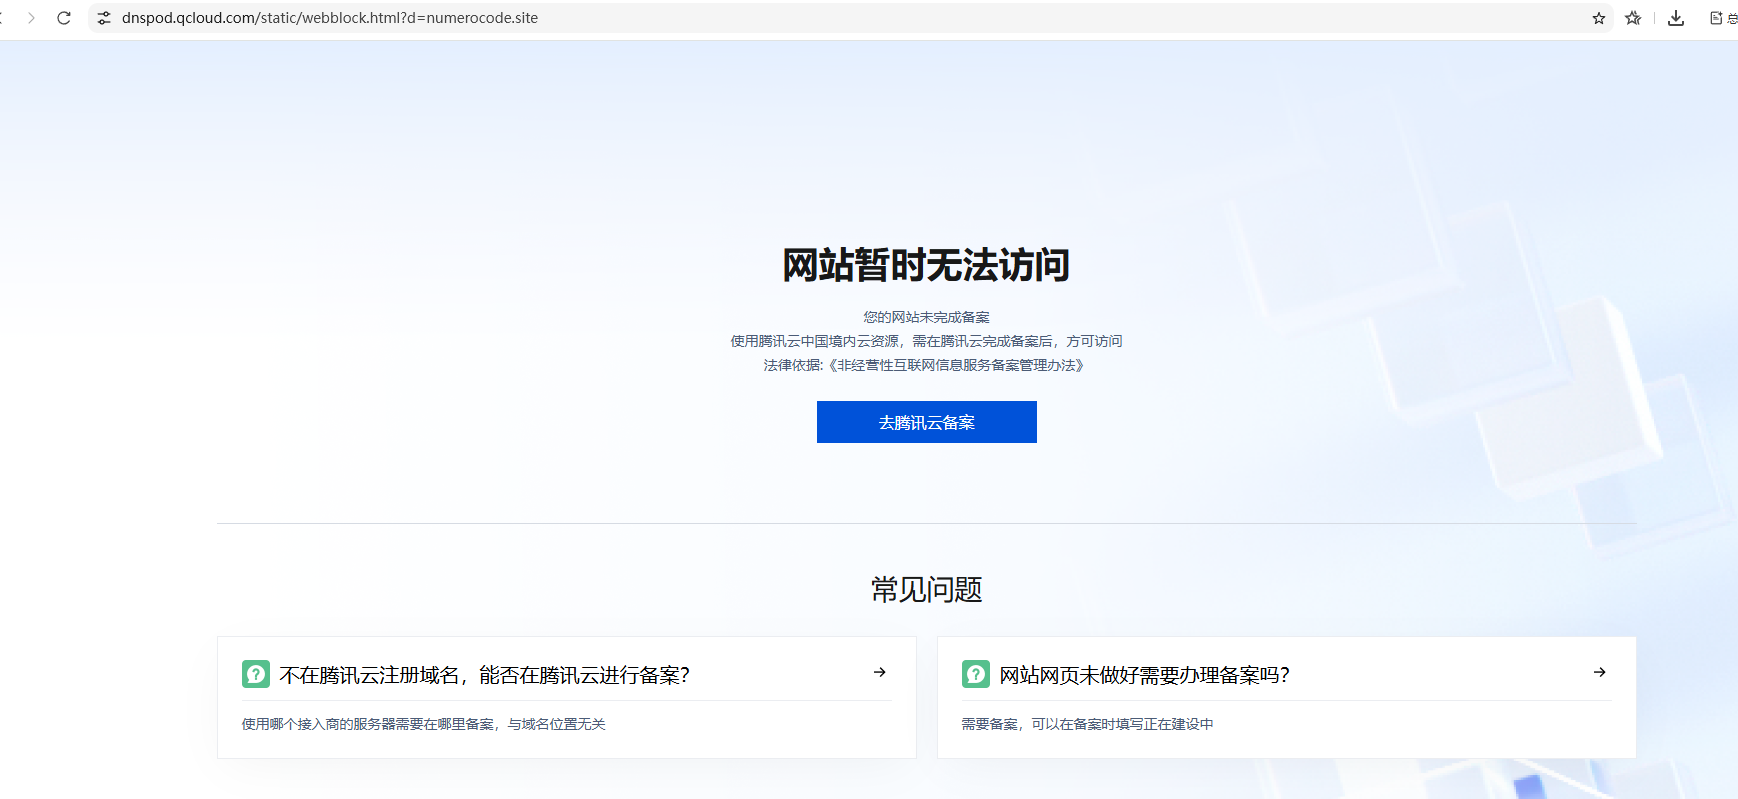 dnspod.qcloud.com/static/webblock.html?d=numerocode.site
总
网站暂时无法访问
您的网站未完成备案
使用腾讯云中国境内云资源，需在腾讯云完成备案后，方可访问
法律依据:《非经营性互联网信息服务备案管理办法》
去腾讯云备案
常见问题
不在腾讯云注册域名，能否在腾讯云进行备案？
使用哪个接入商的服务器需要在哪里备案，与域名位置无关
网站网页未做好需要办理备案吗？
需要备案，可以在备案时填写正在建设中